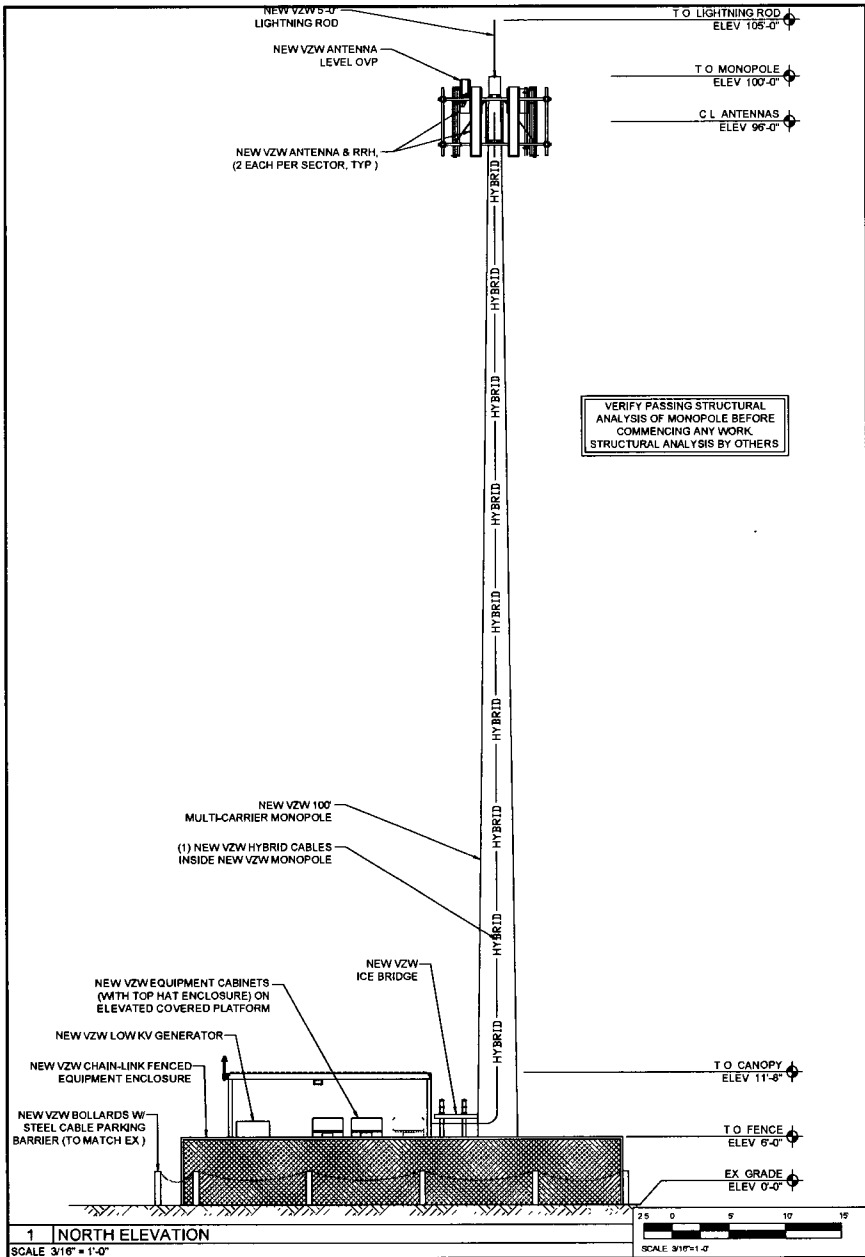 NEW VZW 5'-0"
LIGHTNING ROD
T O LIGHTNING ROD
ELEV 105'-0"
NEW VZW ANTENNA
LEVEL OVP
T O MONOPOLE
ELEV 100'-0"
C L ANTENNAS
ELEV 96'-0"
NEW VZW ANTENNA & RRH,
(2 EACH PER SECTOR, TYP )
HYBRID
HYBRID
HYBRID
VERIFY PASSING STRUCTURAL
ANALYSIS OF MONOPOLE BEFORE
COMMENCING ANY WORK.
STRUCTURAL ANALYSIS BY OTHERS
HYBRID
HYBRID
HYBRID
NEW VZW 100'
MULTI-CARRIER MONOPOLE
HYBRID
(1) NEW VZW HYBRID CABLES
INSIDE NEW VZW MONOPOLE
HYBRID
NEW VZW
ICE BRIDGE
NEW VZW EQUIPMENT CABINETS
(WITH TOP HAT ENCLOSURE) ON
ELEVATED COVERED PLATFORM
HYBRID
NEW VZW LOW KV GENERATOR
NEW VZW CHAIN-LINK FENCED
EQUIPMENT ENCLOSURE
T O CANOPY
ELEV 11'-8"
NEW VZW BOLLARDS W/
STEEL CABLE PARKING
BARRIER (TO MATCH EX )
T O FENCE
ELEV 6'-0"
EX GRADE
ELEV 0'-0"
1 NORTH ELEVATION
SCALE 3/16" = 1'-0"
2 5 0 5' 10' 15'
SCALE 3/16"=1'-0"